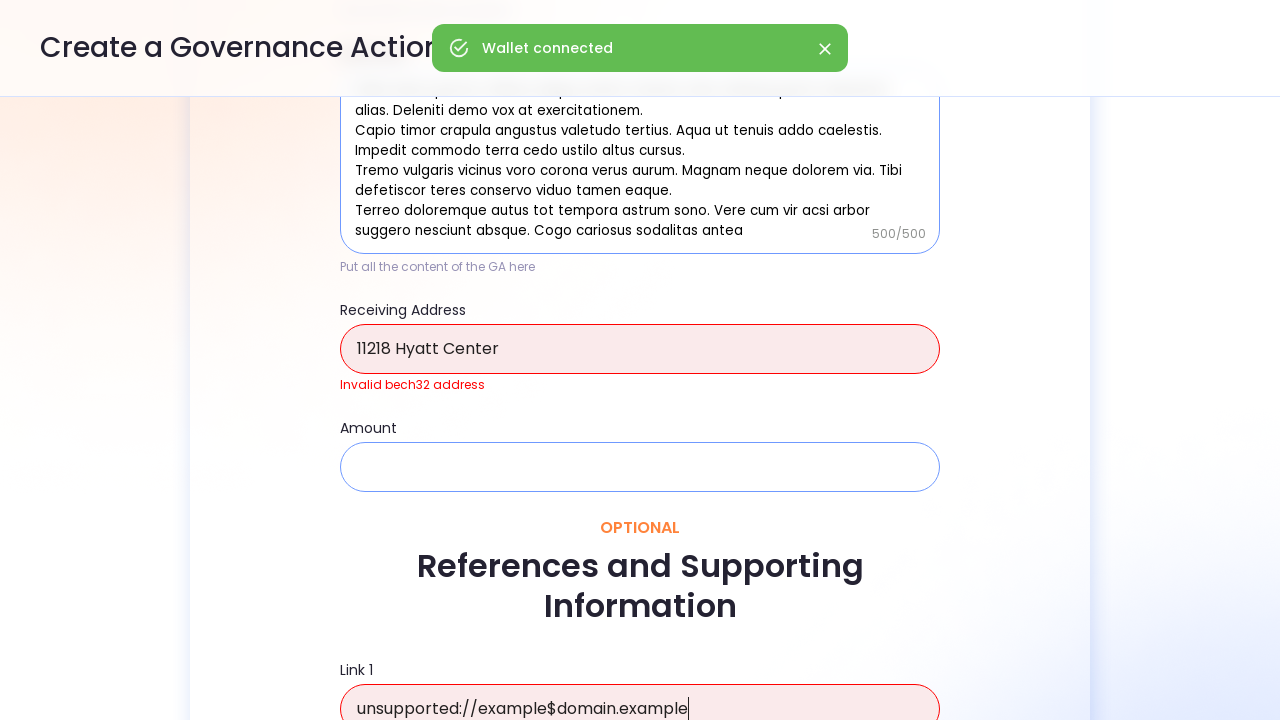 Create a Governance Action
Wallet connected
alias. Deleniti demo vox at exercitationem.
Capio timor crapula angustus valetudo tertius. Aqua ut tenuis addo caelestis.
Impedit commodo terra cedo ustilo altus cursus.
Tremo vulgaris vicinus voro corona verus aurum. Magnam neque dolorem via. Tibi
defetiscor teres conservo viduo tamen eaque.
Terreo doloremque autus tot tempora astrum sono. Vere cum vir acsi arbor
suggero nesciunt absque. Cogo cariosus sodalitas antea
500/500
Put all the content of the GA here
Receiving Address
11218 Hyatt Center
Invalid bech32 address
Amount
OPTIONAL
References and Supporting
Information
Link 1
unsupported://example$domain.example